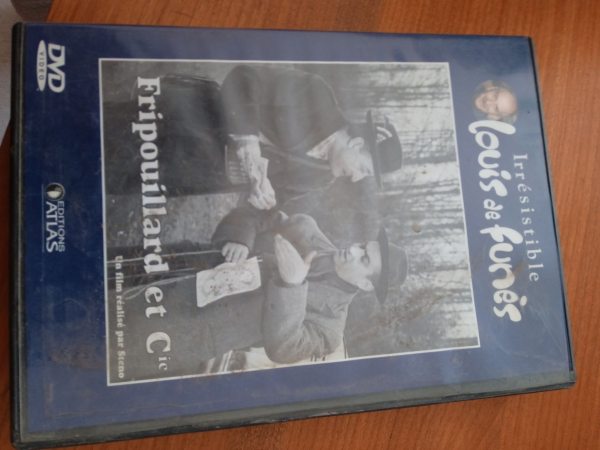 Irrésistible
louis de funès
Fripouillard et Cie
Un film réalisé par Steno
DVD
VIDEO
EDITIONS
ATLAS